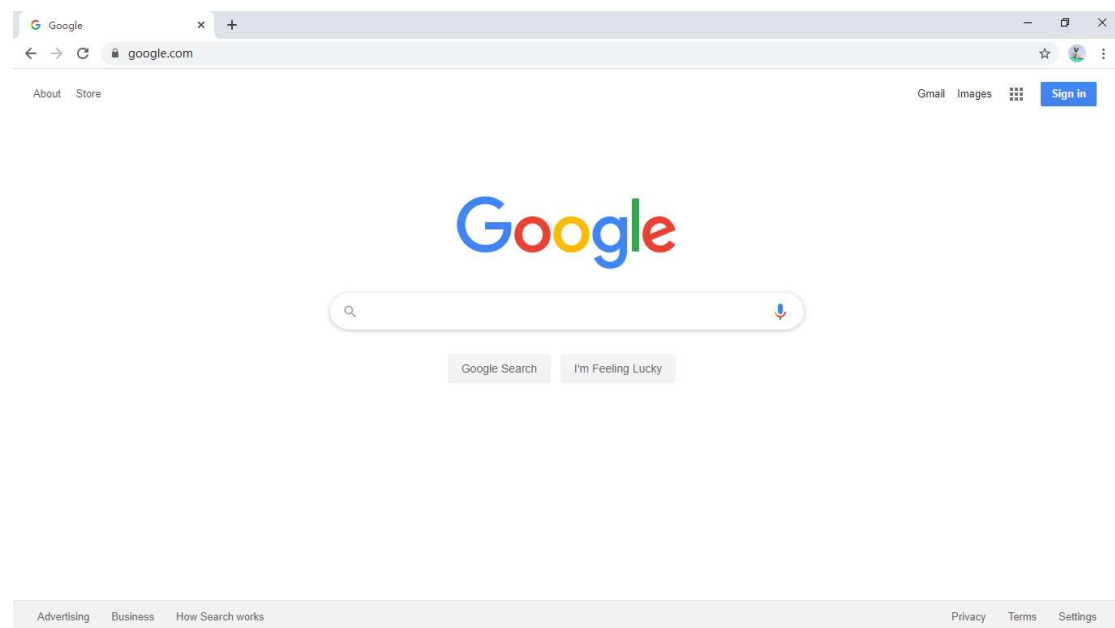 Google
google.com
About Store Gmail Images Sign in
Google
Google Search I'm Feeling Lucky
Advertising Business How Search works Privacy Terms Settings